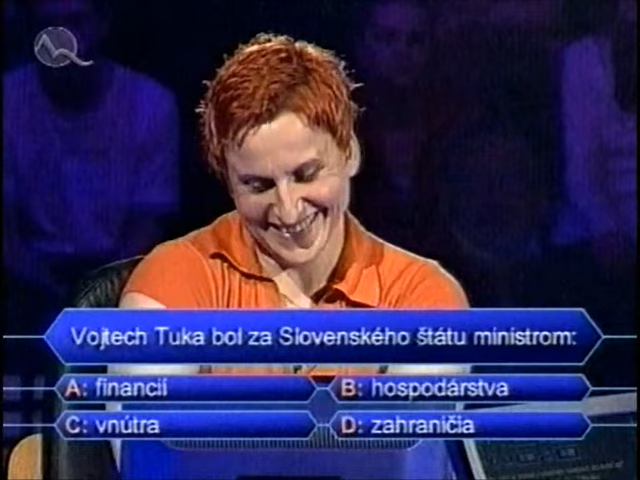 Vojtech Tuka bol za Slovenského štátu ministrom:
A: financií
B: hospodárstva
C: vnútra
D: zahraničia